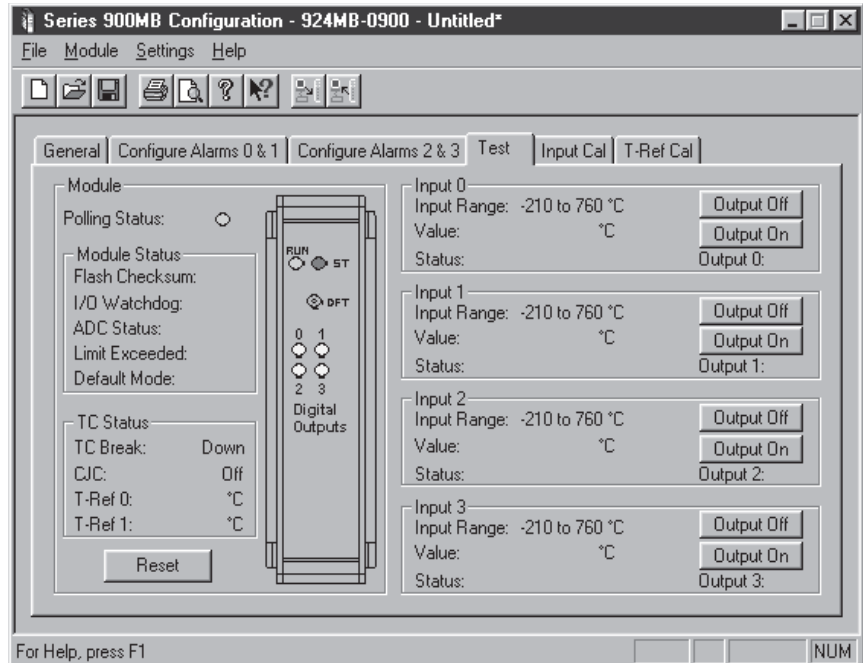 Series 900MB Configuration - 924MB-0900 - Untitled*
File Module Settings Help
General
Configure Alarms 0 & 1
Configure Alarms 2 & 3
Test
Input Cal
T-Ref Cal
Module
Polling Status:
Module Status
Flash Checksum:
I/O Watchdog:
ADC Status:
Limit Exceeded:
Default Mode:
TC Status
TC Break: Down
CJC: Off
T-Ref 0: °C
T-Ref 1: °C
Reset
RUN
ST
DFT
0 1
2 3
Digital
Outputs
Input 0
Input Range: -210 to 760 °C
Output Off
Value: °C
Output On
Status:
Output 0:
Input 1
Input Range: -210 to 760 °C
Output Off
Value: °C
Output On
Status:
Output 1:
Input 2
Input Range: -210 to 760 °C
Output Off
Value: °C
Output On
Status:
Output 2:
Input 3
Input Range: -210 to 760 °C
Output Off
Value: °C
Output On
Status:
Output 3:
For Help, press F1
NUM